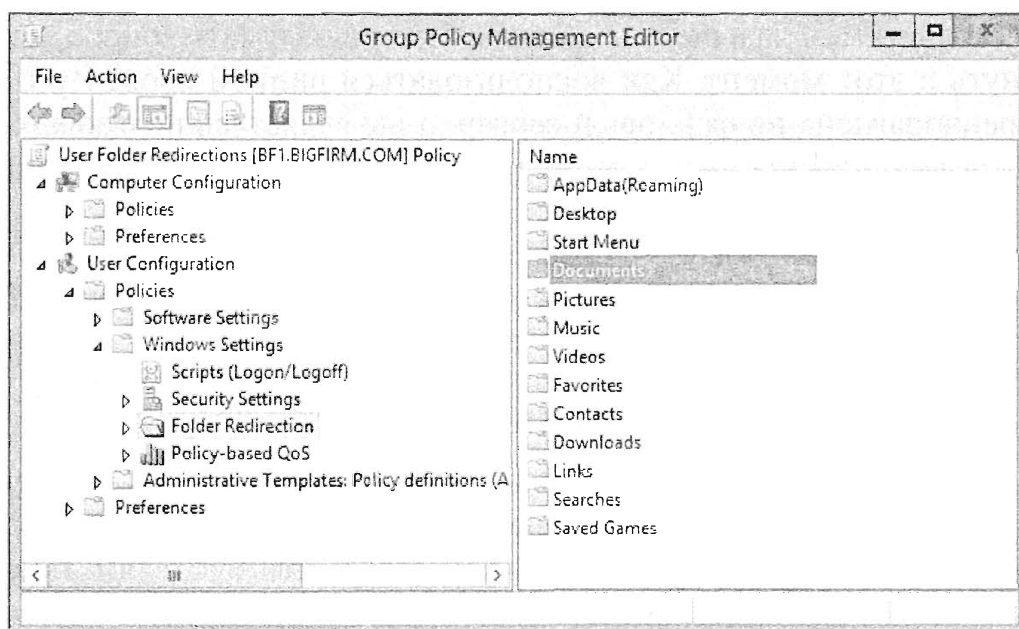 Group Policy Management Editor
File Action View Help
User Folder Redirections [BF1.BIGFIRM.COM] Policy
Computer Configuration
Policies
Preferences
User Configuration
Policies
Software Settings
Windows Settings
Scripts (Logon/Logoff)
Security Settings
Folder Redirection
Policy-based QoS
Administrative Templates: Policy definitions (A
Preferences
Name
AppData(Roaming)
Desktop
Start Menu
Documents
Pictures
Music
Videos
Favorites
Contacts
Downloads
Links
Searches
Saved Games